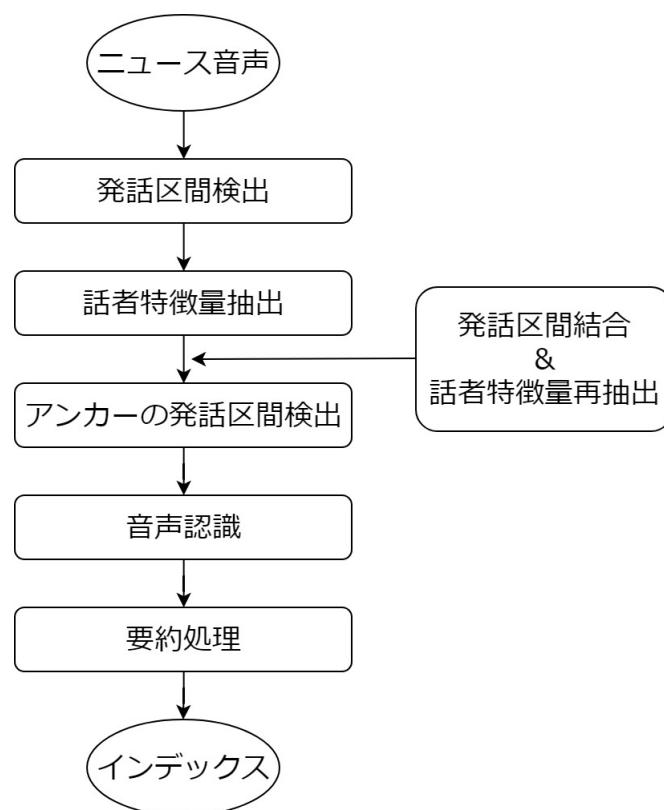 ニュース音声
発話区間検出
話者特徴量抽出
発話区間結合
&
話者特徴量再抽出
アンカーの発話区間検出
音声認識
要約処理
インデックス